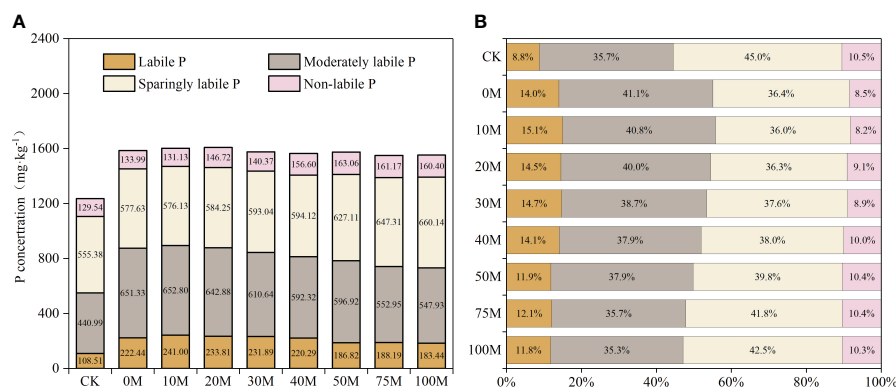 A
P concertration（mg·kg-1）
2400
2000
1600
1200
800
400
0
Labile P
Moderately labile P
Sparingly labile P
Non-labile P
129.54 133.99 131.13 146.72 140.37 156.60 163.06 161.17 160.40
555.38 577.63 576.13 584.25 593.04 594.12 627.11 647.31 660.14
440.99 651.33 652.80 642.88 610.64 592.32 596.92 552.95 547.93
108.51 222.44 241.00 233.81 231.89 220.29 186.82 188.19 183.44
CK 0M 10M 20M 30M 40M 50M 75M 100M
B
CK 8.8% 35.7% 45.0% 10.5%
0M 14.0% 41.1% 36.4% 8.5%
10M 15.1% 40.8% 36.0% 8.2%
20M 14.5% 40.0% 36.3% 9.1%
30M 14.7% 38.7% 37.6% 8.9%
40M 14.1% 37.9% 38.0% 10.0%
50M 11.9% 37.9% 39.8% 10.4%
75M 12.1% 35.7% 41.8% 10.4%
100M 11.8% 35.3% 42.5% 10.3%
0% 20% 40% 60% 80% 100%